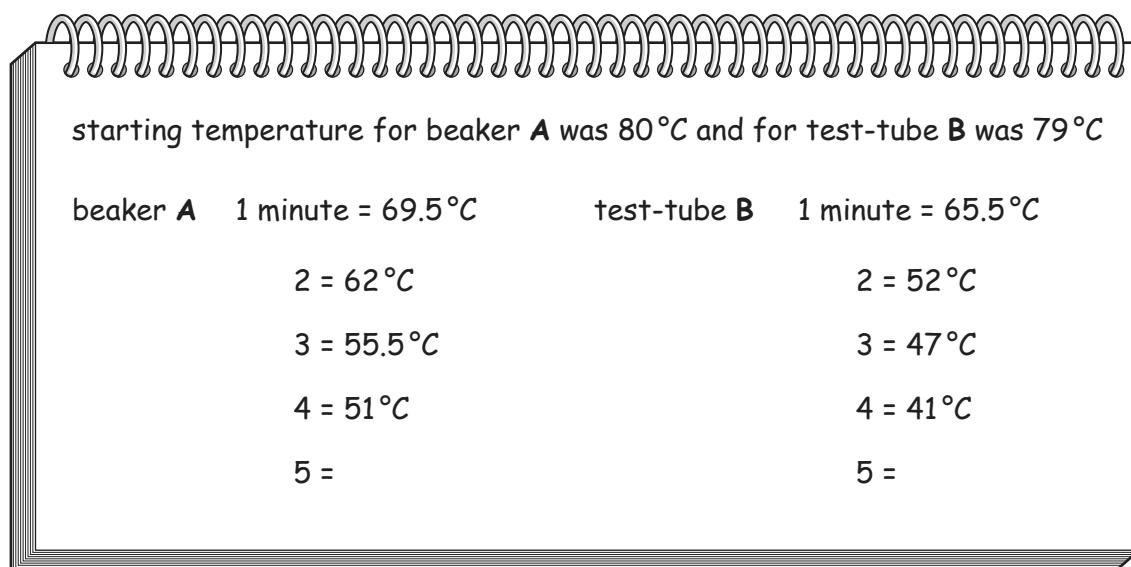 starting temperature for beaker A was 80 °C and for test-tube B was 79 °C
beaker A 1 minute = 69.5 °C test-tube B 1 minute = 65.5 °C
2 = 62 °C 2 = 52 °C
3 = 55.5 °C 3 = 47 °C
4 = 51 °C 4 = 41 °C
5 = 5 =